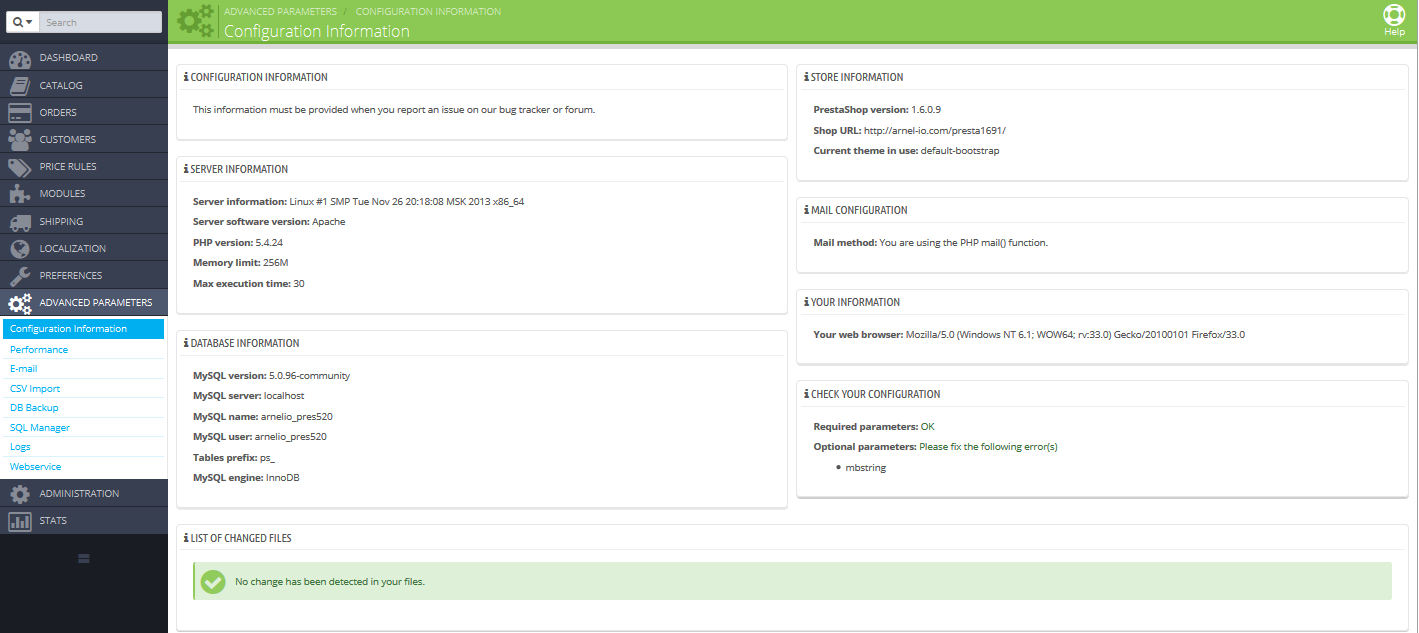 Search
DASHBOARD
CATALOG
ORDERS
CUSTOMERS
PRICE RULES
MODULES
SHIPPING
LOCALIZATION
PREFERENCES
ADVANCED PARAMETERS
Configuration Information
Performance
E-mail
CSV Import
DB Backup
SQL Manager
Logs
Webservice
ADMINISTRATION
STATS
ADVANCED PARAMETERS / CONFIGURATION INFORMATION
Configuration Information
Help
CONFIGURATION INFORMATION
This information must be provided when you report an issue on our bug tracker or forum.
SERVER INFORMATION
Server information: Linux #1 SMP Tue Nov 26 20:18:08 MSK 2013 x86_64
Server software version: Apache
PHP version: 5.4.24
Memory limit: 256M
Max execution time: 30
DATABASE INFORMATION
MySQL version: 5.0.96-community
MySQL server: localhost
MySQL name: arnelio_pres520
MySQL user: arnelio_pres520
Tables prefix: ps_
MySQL engine: InnoDB
STORE INFORMATION
PrestaShop version: 1.6.0.9
Shop URL: http://arnel-io.com/presta1691/
Current theme in use: default-bootstrap
MAIL CONFIGURATION
Mail method: You are using the PHP mail() function.
YOUR INFORMATION
Your web browser: Mozilla/5.0 (Windows NT 6.1; WOW64; rv:33.0) Gecko/20100101 Firefox/33.0
CHECK YOUR CONFIGURATION
Required parameters: OK
Optional parameters: Please fix the following error(s)
• mbstring
LIST OF CHANGED FILES
No change has been detected in your files.